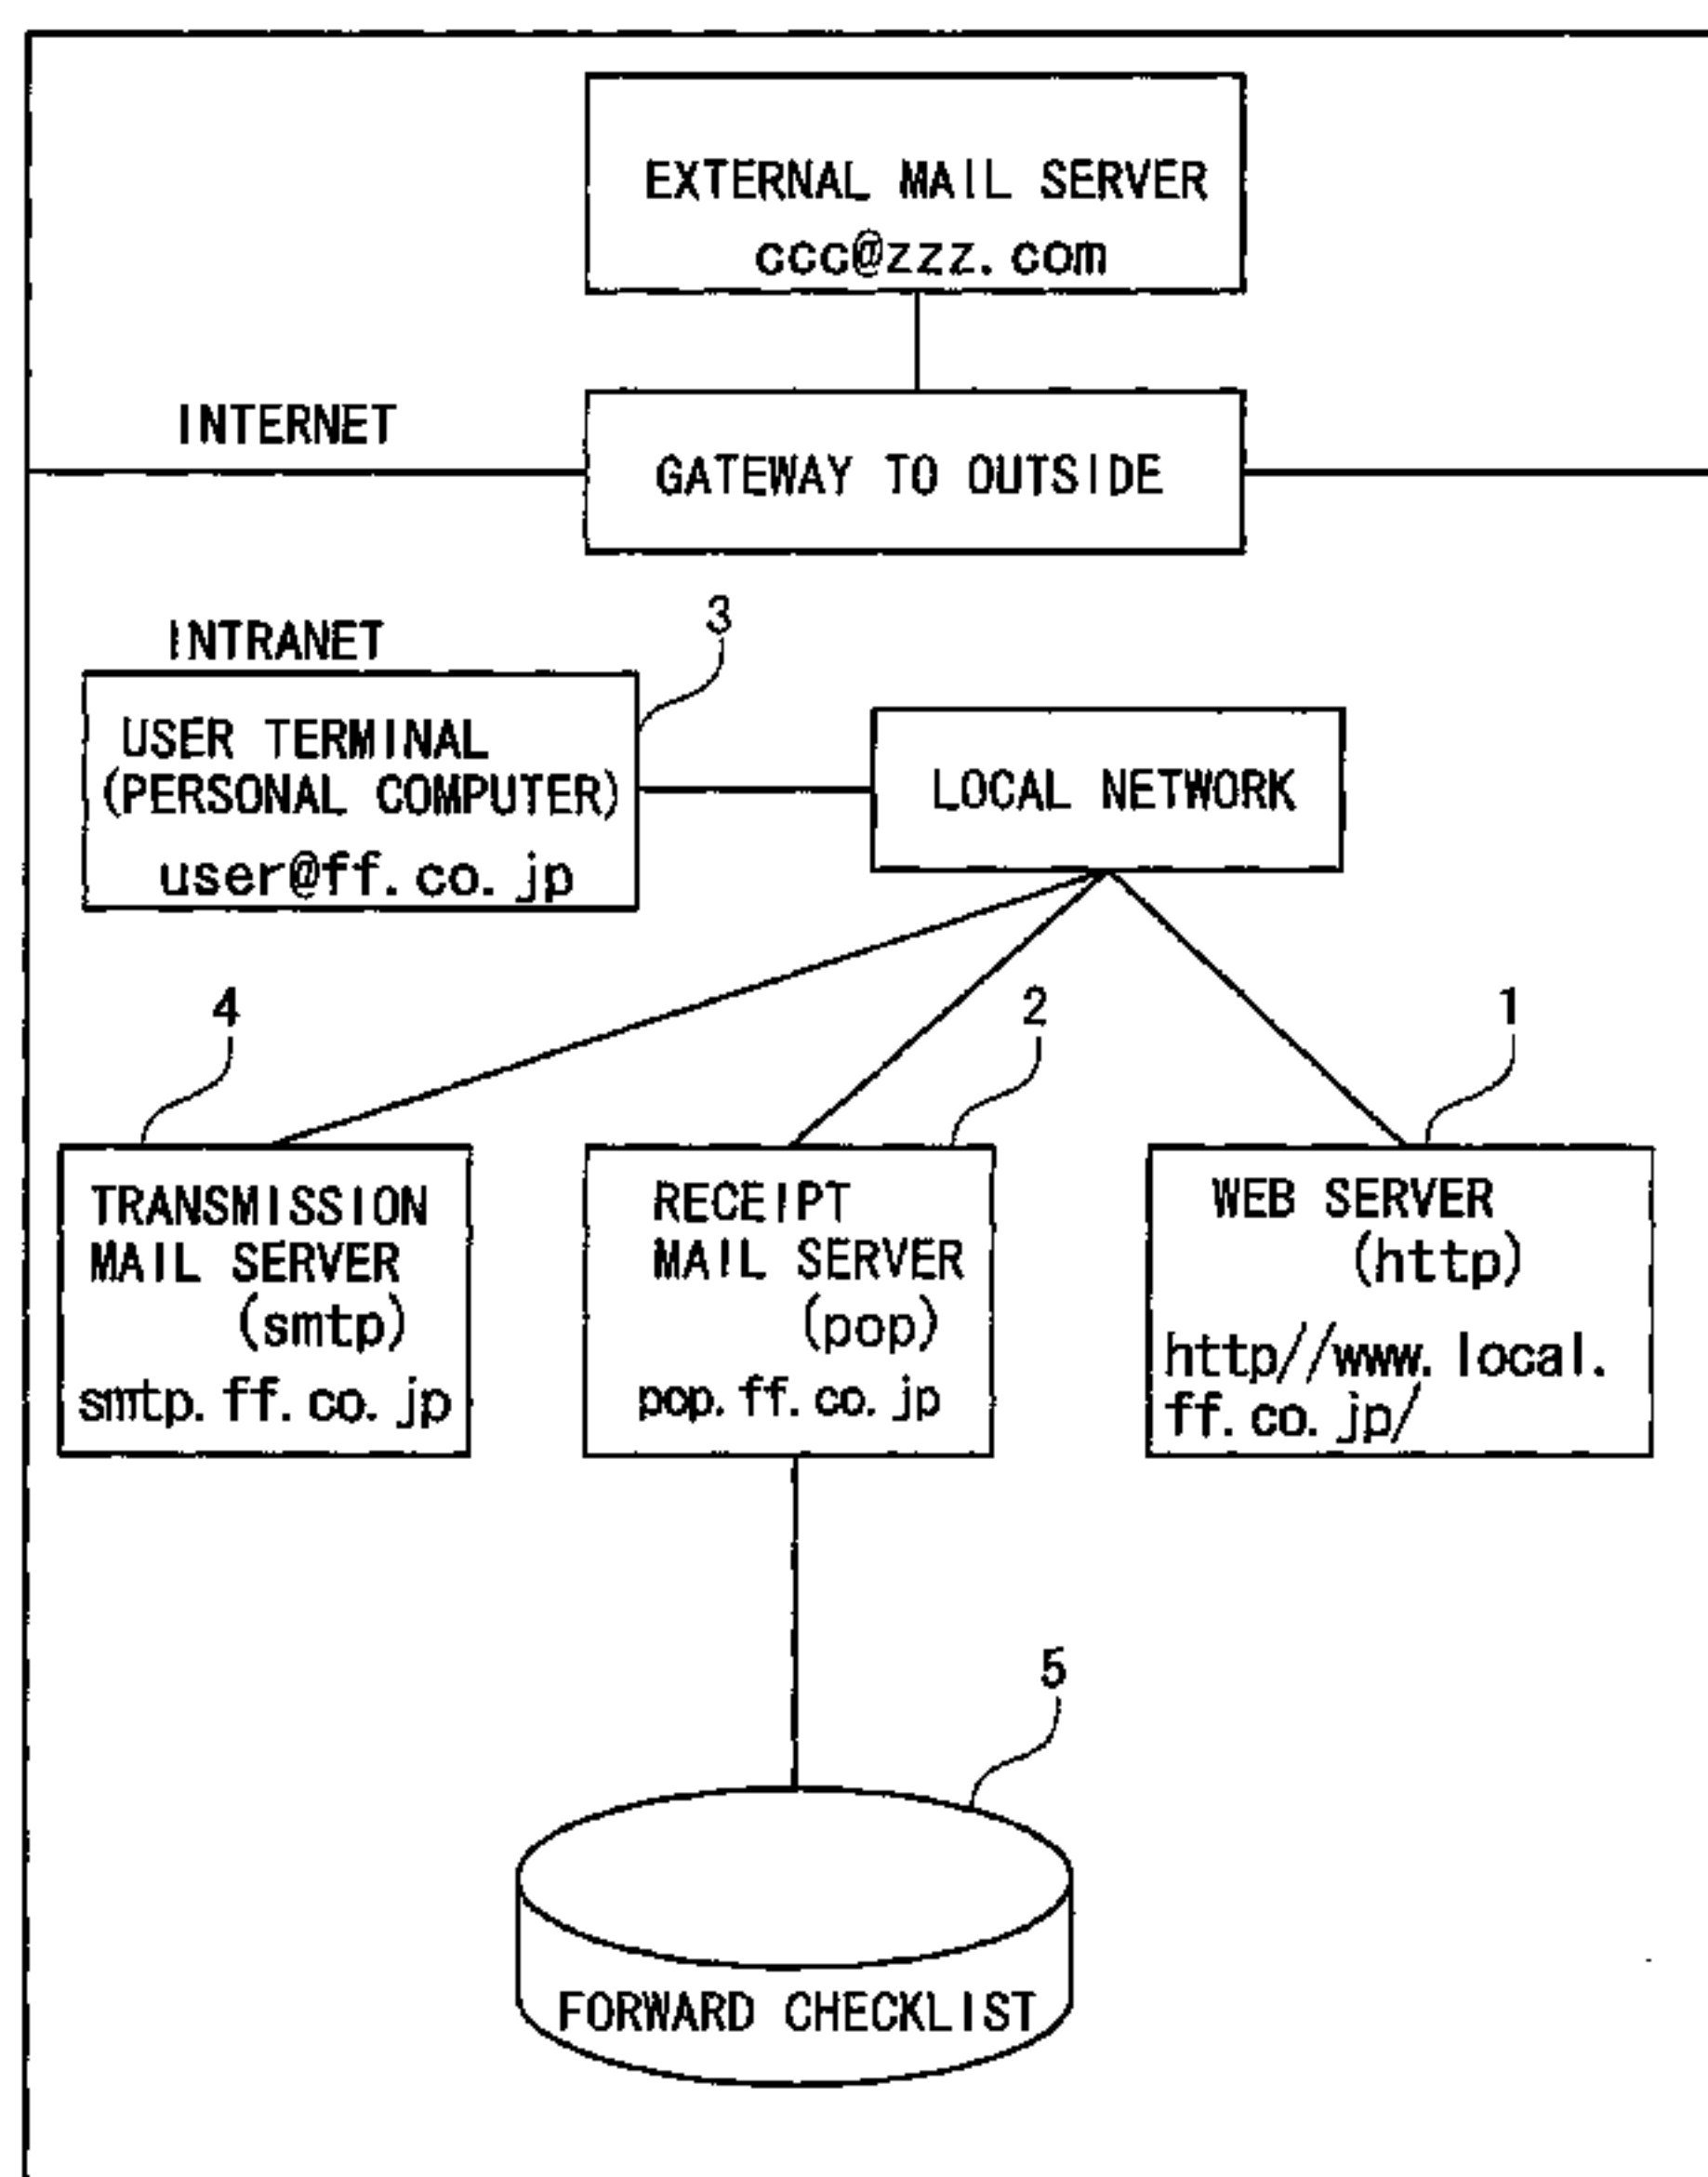 EXTERNAL MAIL SERVER
ccc@zzz.com
INTERNET
GATEWAY TO OUTSIDE
INTRANET
3
USER TERMINAL
(PERSONAL COMPUTER)
user@ff.co.jp
LOCAL NETWORK
4
2
1
TRANSMISSION
MAIL SERVER
(smtp)
smtp.ff.co.jp
RECEIPT
MAIL SERVER
(pop)
pop.ff.co.jp
WEB SERVER
(http)
http//www.local.
ff.co.jp/
5
FORWARD CHECKLIST